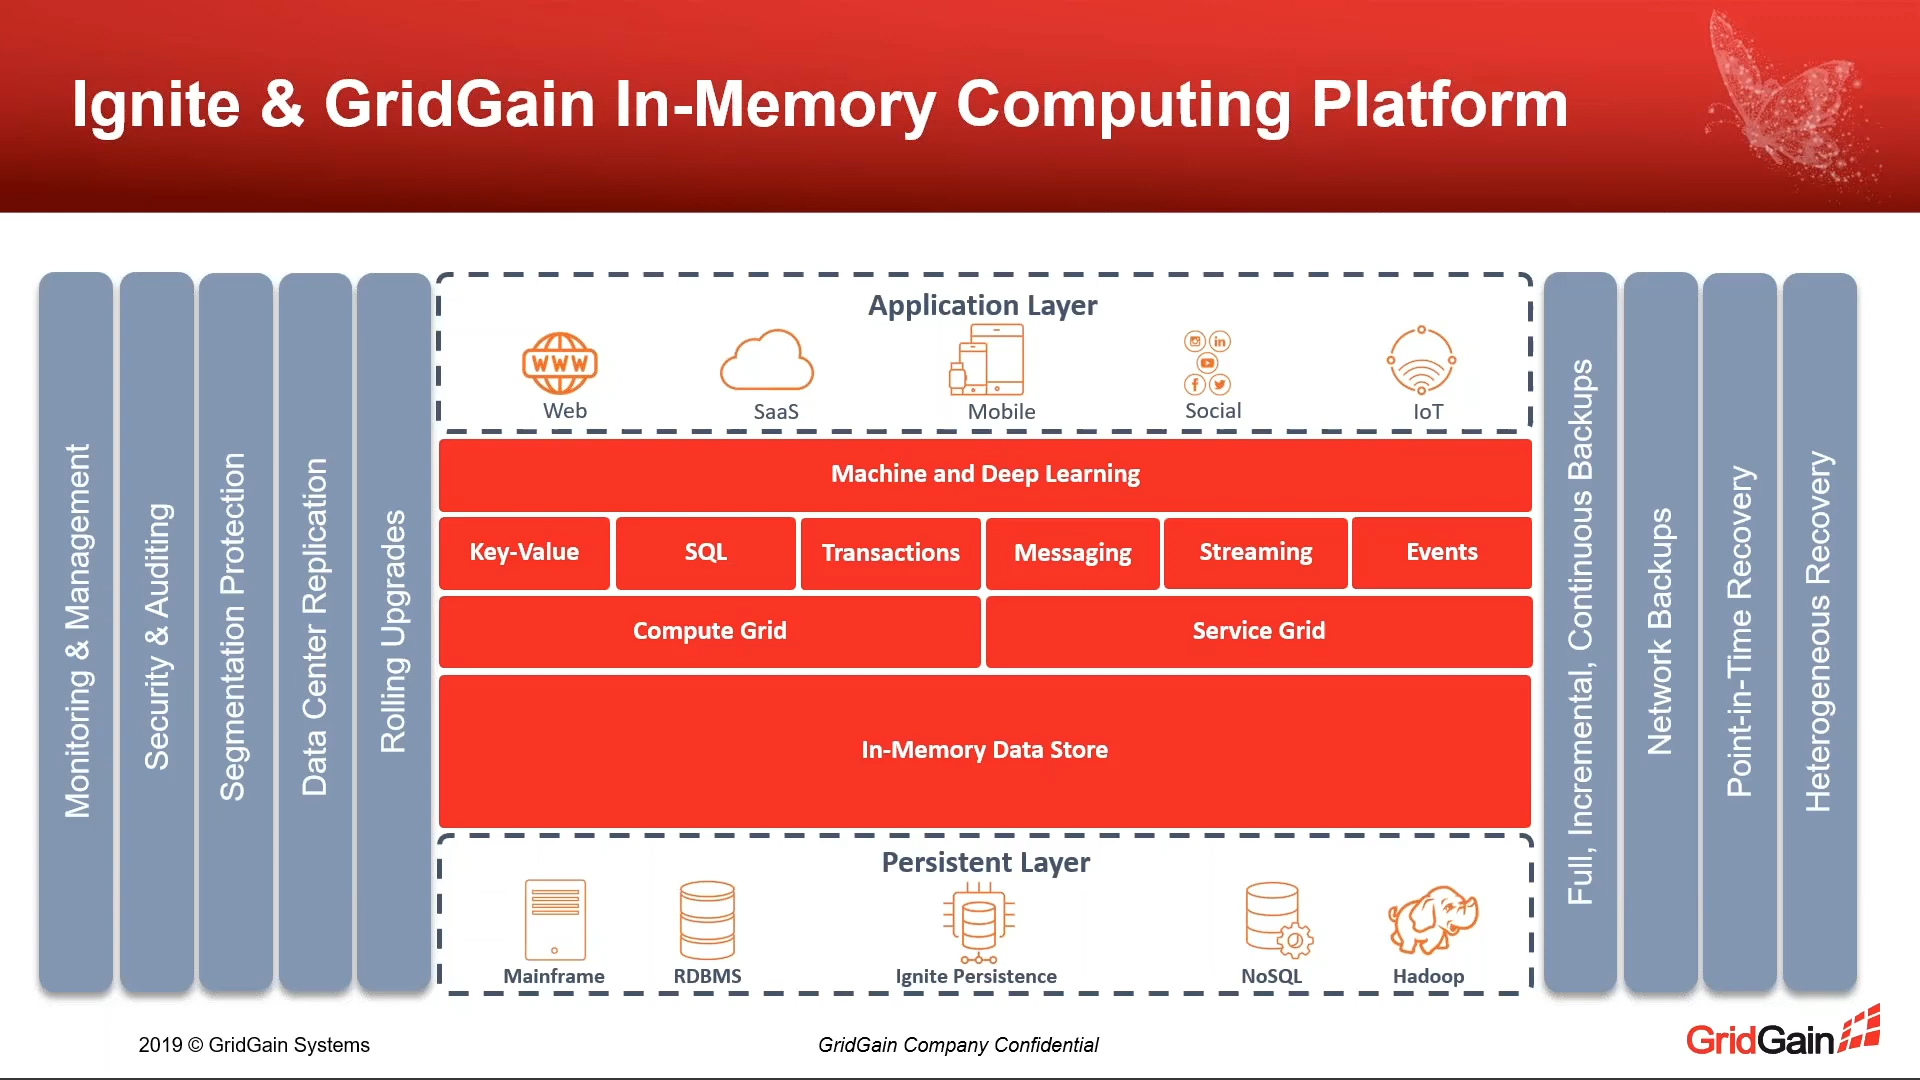 Ignite & GridGain In-Memory Computing Platform
Monitoring & Management
Security & Auditing
Segmentation Protection
Data Center Replication
Rolling Upgrades
Application Layer
WWW
in
f
Web
SaaS
Mobile
Social
IoT
Machine and Deep Learning
Key-Value
SQL
Transactions
Messaging
Streaming
Events
Compute Grid
Service Grid
In-Memory Data Store
Persistent Layer
Mainframe
RDBMS
Ignite Persistence
NoSQL
Hadoop
Full, Incremental, Continuous Backups
Network Backups
Point-in-Time Recovery
Heterogeneous Recovery
2019 © GridGain Systems
GridGain Company Confidential
GridGain